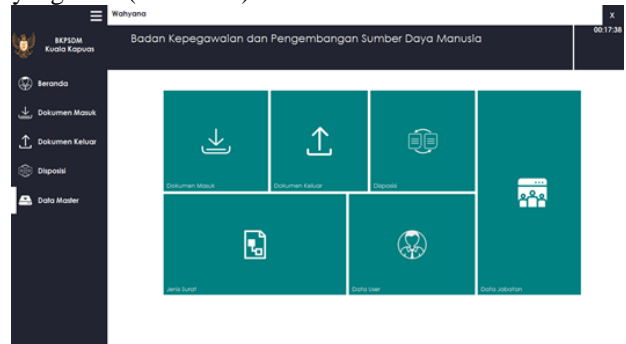 Wahyana
X
BKPSDM
Kuala Kapuas
Badan Kepegawaian dan Pengembangan Sumber Daya Manusia
00:17:38
Beranda
Dokumen Masuk
Dokumen Keluar
Disposisi
Data Master
Dokumen Masuk
Dokumen Keluar
Disposisi
Jenis Surat
Data User
Data Jabatan